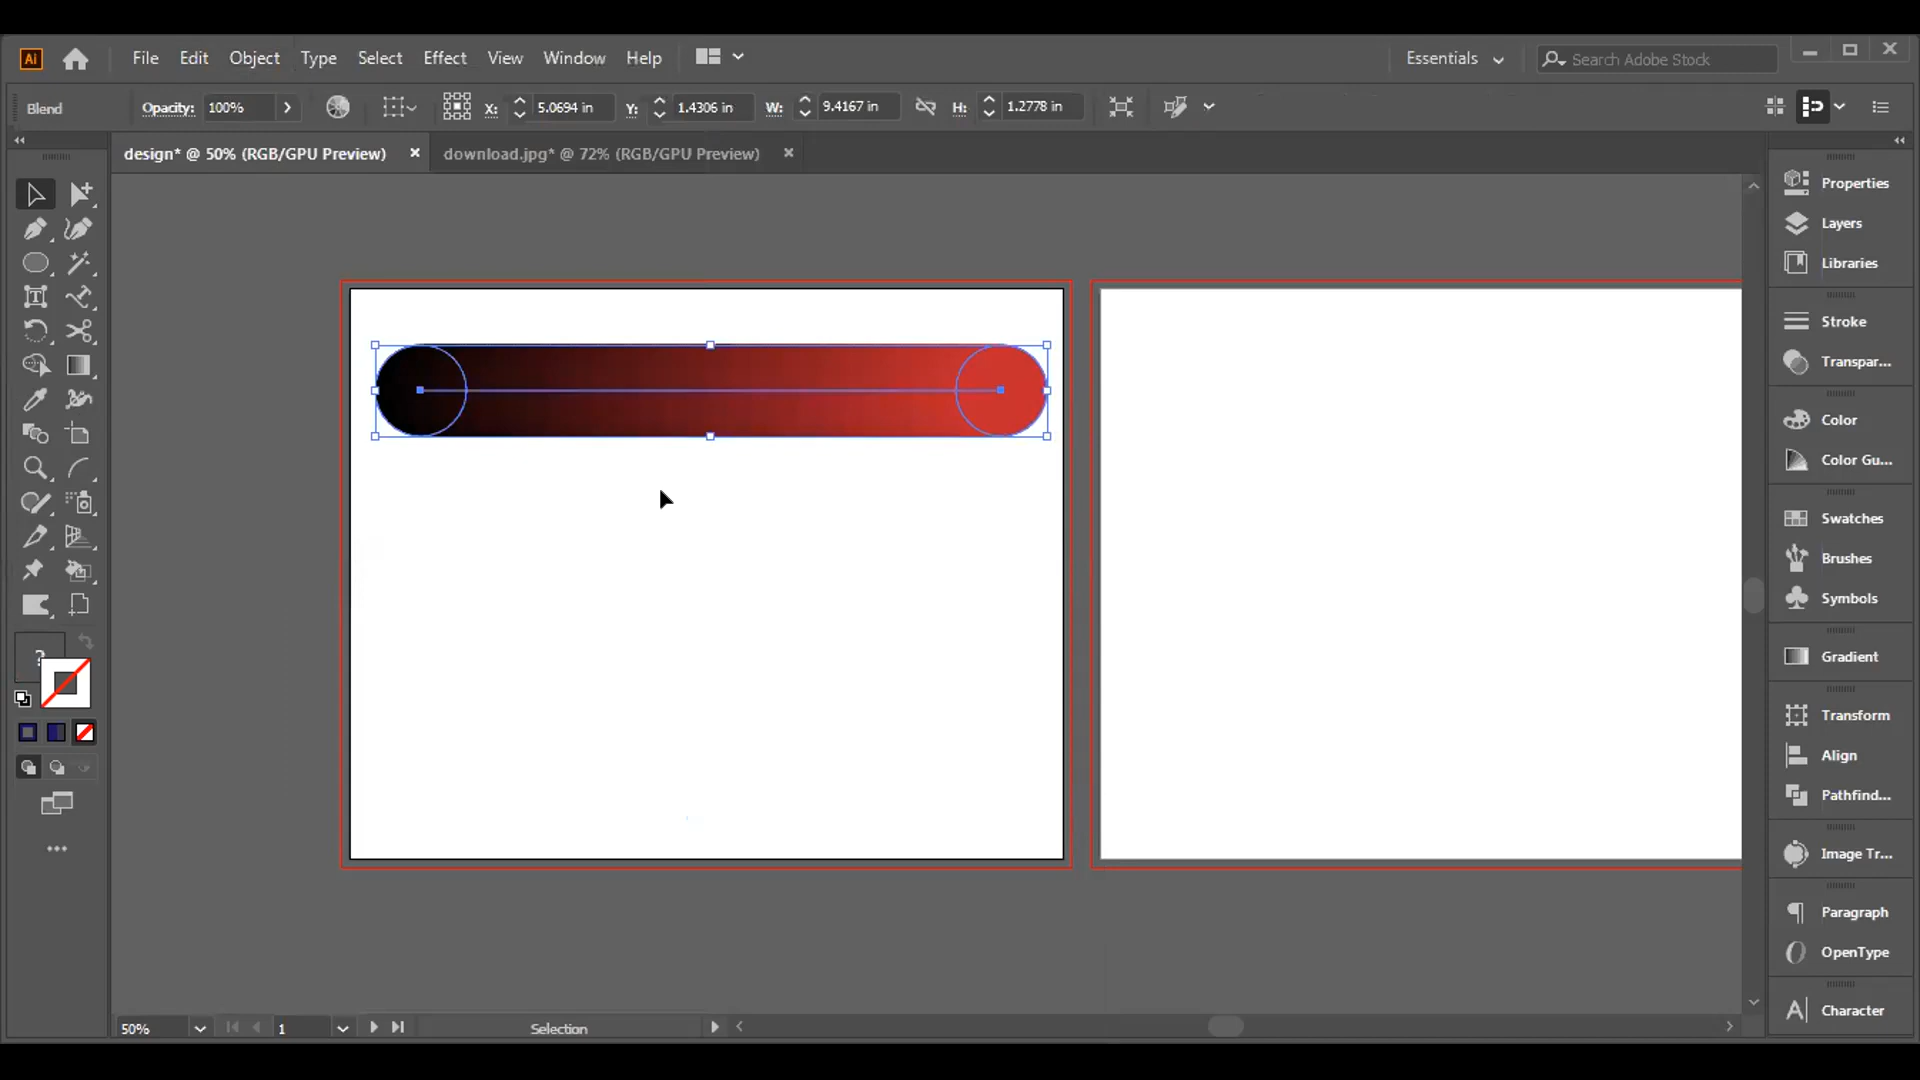 Ai File Edit Object Type Select Effect View Window Help Essentials Search Adobe Stock
Blend Opacity: 100% X: 5.0694 in Y: 1.4306 in W: 9.4167 in H: 1.2778 in
design* @ 50% (RGB/GPU Preview) × download.jpg* @ 72% (RGB/GPU Preview) ×
Properties
Layers
Libraries
Stroke
Transpar...
Color
Color Gu...
Swatches
Brushes
Symbols
?
Gradient
Transform
Align
Pathfind...
Image Tr...
Paragraph
OpenType
Character
50% 1 Selection